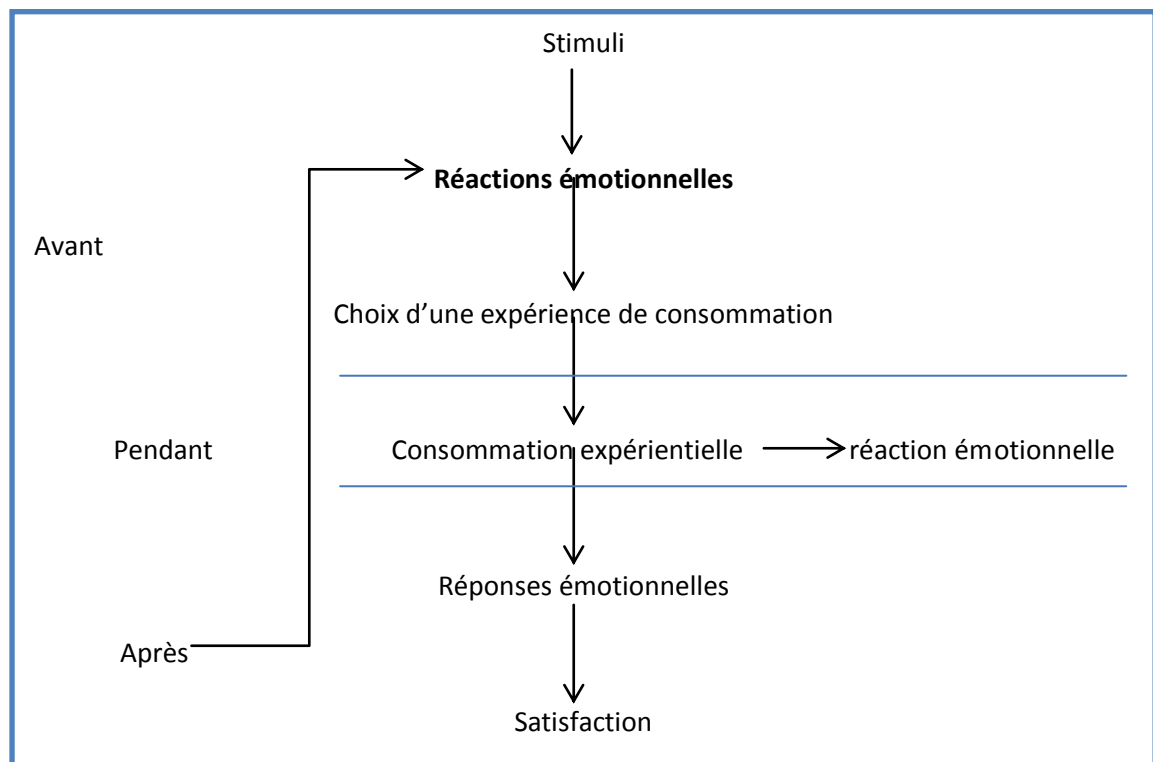 Stimuli
Réactions émotionnelles
Avant
Choix d’une expérience de consommation
Pendant
Consommation expérientielle
réaction émotionnelle
Réponses émotionnelles
Après
Satisfaction